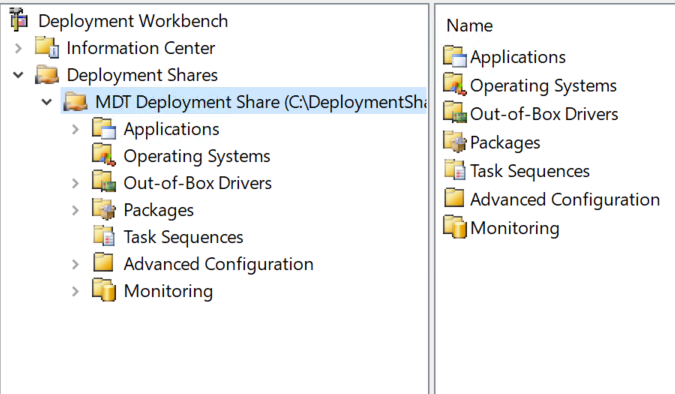 Deployment Workbench
Information Center
Deployment Shares
MDT Deployment Share (C:\DeploymentSha
Applications
Operating Systems
Out-of-Box Drivers
Packages
Task Sequences
Advanced Configuration
Monitoring
Name
Applications
Operating Systems
Out-of-Box Drivers
Packages
Task Sequences
Advanced Configuration
Monitoring